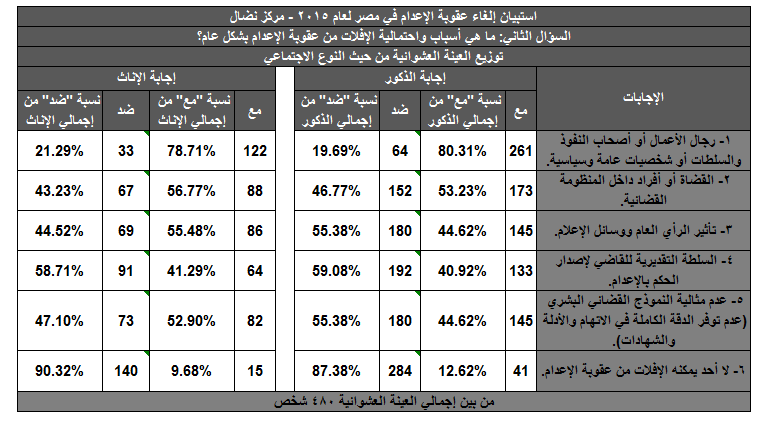 استبيان إلغاء عقوبة الإعدام في مصر لعام ٢٠١٥ - مركز نضال
السؤال الثاني: ما هي أسباب واحتمالية الإفلات من عقوبة الإعدام بشكل عام؟
توزيع العينة العشوائية من حيث النوع الاجتماعي
الإجابات
إجابة الذكور
إجابة الإناث
مع
نسبة "مع" من
إجمالي الذكور
ضد
نسبة "ضد" من
إجمالي الذكور
مع
نسبة "مع" من
إجمالي الإناث
ضد
نسبة "ضد" من
إجمالي الإناث
١- رجال الأعمال أو أصحاب النفوذ
والسلطات أو شخصيات عامة وسياسية.
261
80.31%
64
19.69%
122
78.71%
33
21.29%
٢- القضاة أو أفراد داخل المنظومة
القضائية.
173
53.23%
152
46.77%
88
56.77%
67
43.23%
٣- تأثير الرأي العام ووسائل الإعلام.
145
44.62%
180
55.38%
86
55.48%
69
44.52%
٤- السلطة التقديرية للقاضي لإصدار
الحكم بالإعدام.
133
40.92%
192
59.08%
64
41.29%
91
58.71%
٥- عدم مثالية النموذج القضائي البشري
(عدم توفر الدقة الكاملة في الاتهام والأدلة
والشهادات).
145
44.62%
180
55.38%
82
52.90%
73
47.10%
٦- لا أحد يمكنه الإفلات من عقوبة الإعدام.
41
12.62%
284
87.38%
15
9.68%
140
90.32%
من بين إجمالي العينة العشوائية ٤٨٠ شخص